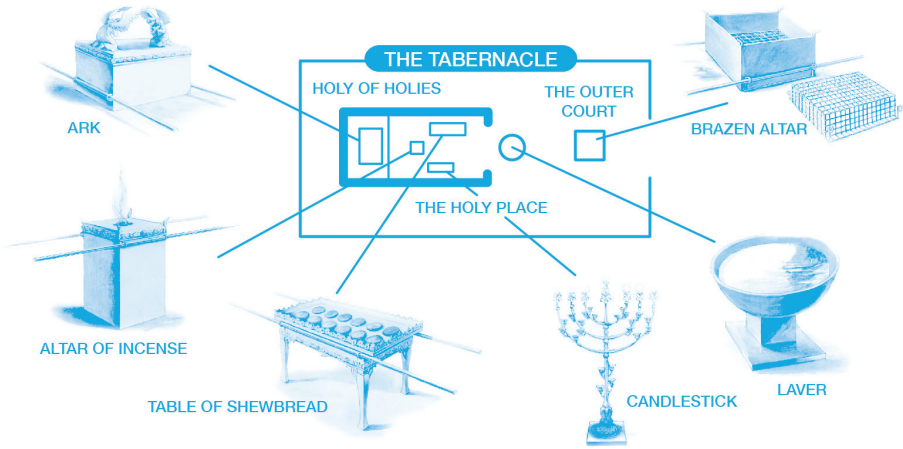 THE TABERNACLE
HOLY OF HOLIES
THE OUTER
COURT
ARK
BRAZEN ALTAR
THE HOLY PLACE
ALTAR OF INCENSE
TABLE OF SHEWBREAD
CANDLESTICK
LAVER